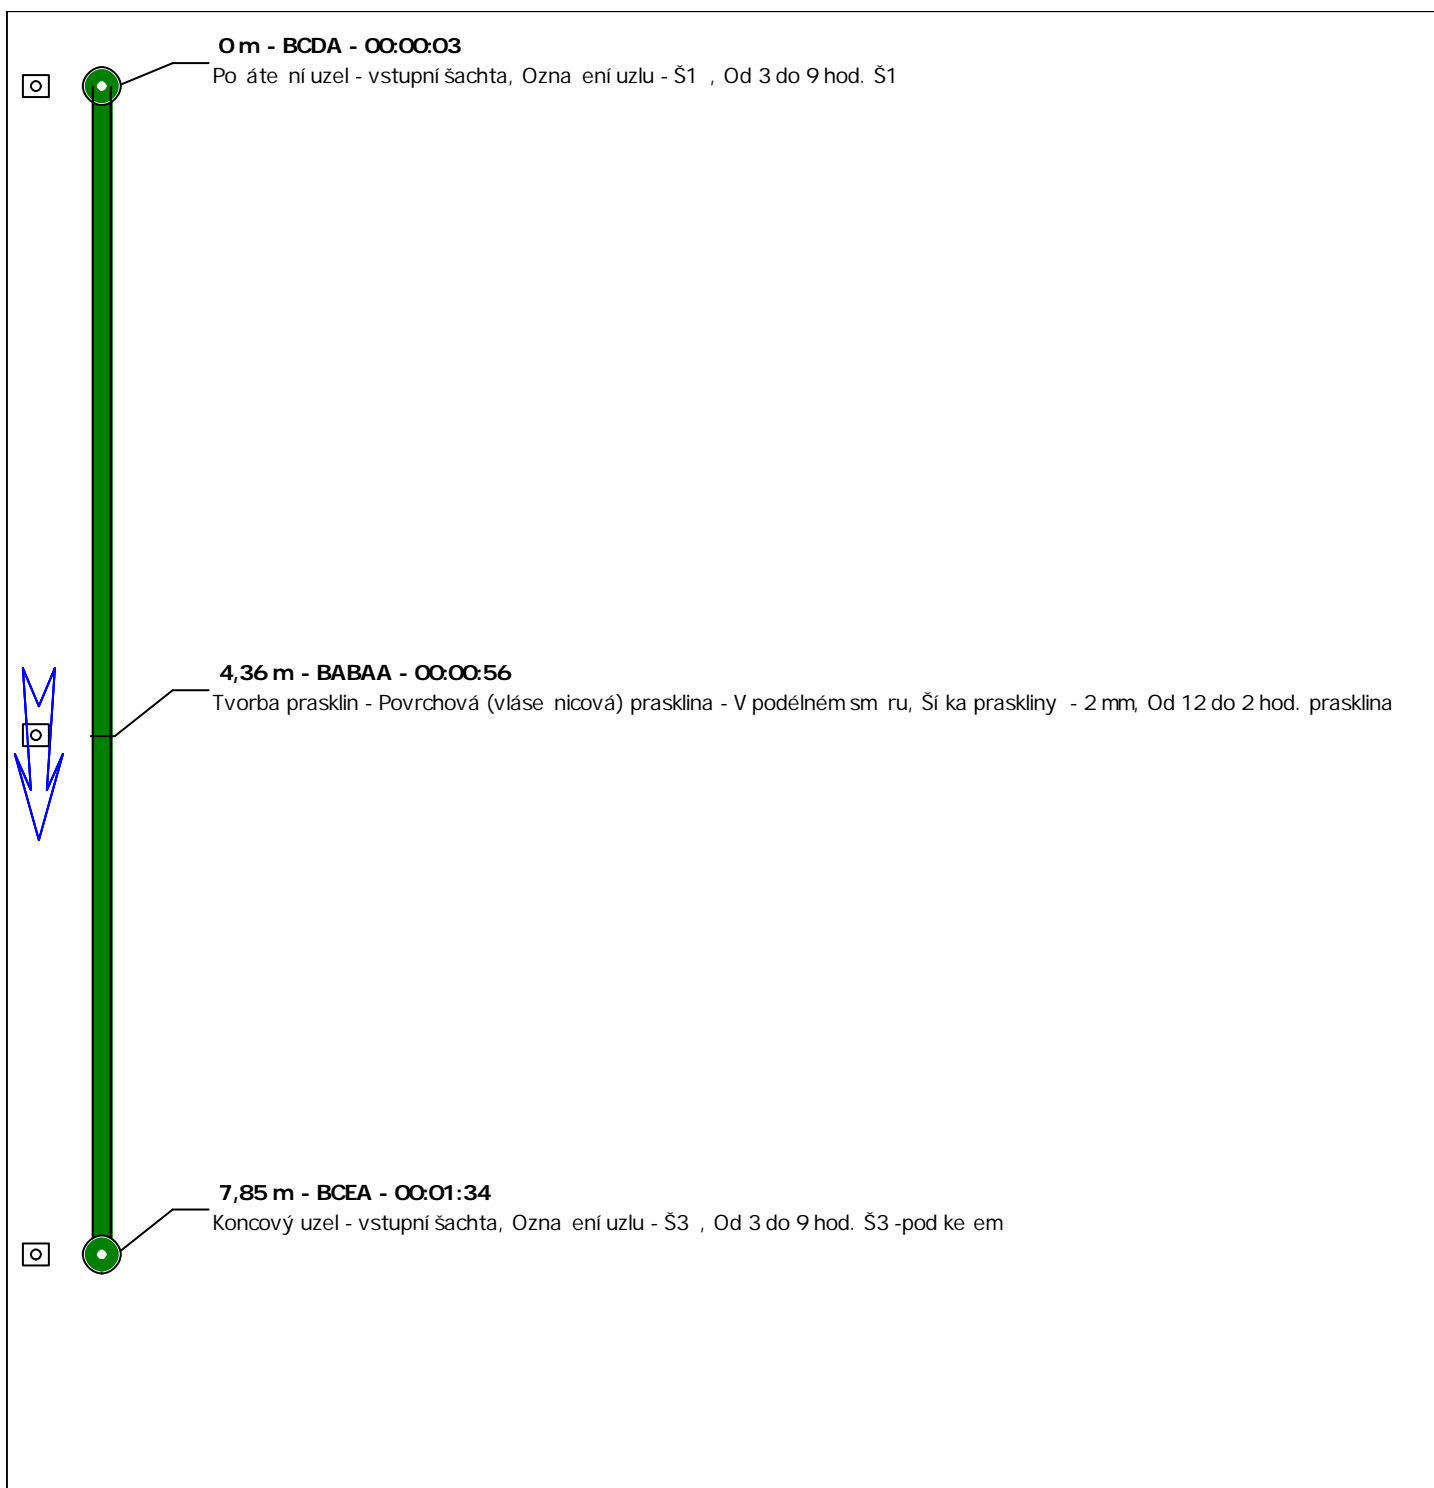 0 m - BCDA - 00:00:03
Po áte ní uzel - vstupní šachta, Ozna ení uzlu - Š1 , Od 3 do 9 hod. Š1
4,36 m - BABAA - 00:00:56
Tvorba prasklin - Povrchová (vláse nicová) prasklina - V podélném sm ru, Ší ka praskliny - 2 mm, Od 12 do 2 hod. prasklina
7,85 m - BCEA - 00:01:34
Koncový uzel - vstupní šachta, Ozna ení uzlu - Š3 , Od 3 do 9 hod. Š3 -pod ke em